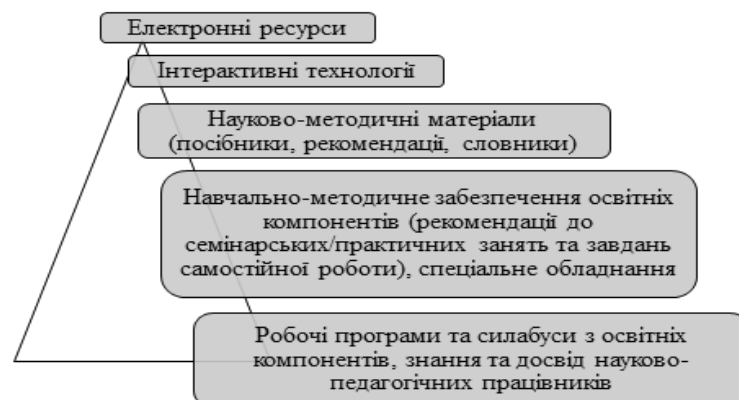 Електронні ресурси
Інтерактивні технології
Науково-методичні матеріали
(посібники, рекомендації, словники)
Навчально-методичне забезпечення освітніх
компонентів (рекомендації до
семінарських/практичних занять та завдань
самостійної роботи), спеціальне обладнання
Робочі програми та силабуси з освітніх
компонентів, знання та досвід науково-
педагогічних працівників